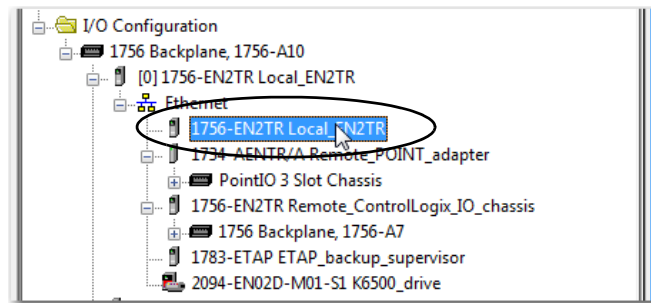 I/O Configuration
1756 Backplane, 1756-A10
[0] 1756-EN2TR Local_EN2TR
Ethernet
1756-EN2TR Local_EN2TR
1734-AENTR/A Remote_POINT_adapter
PointIO 3 Slot Chassis
1756-EN2TR Remote_ControlLogix_IO_chassis
1756 Backplane, 1756-A7
1783-ETAP ETAP_backup_supervisor
2094-EN02D-M01-S1 K6500_drive